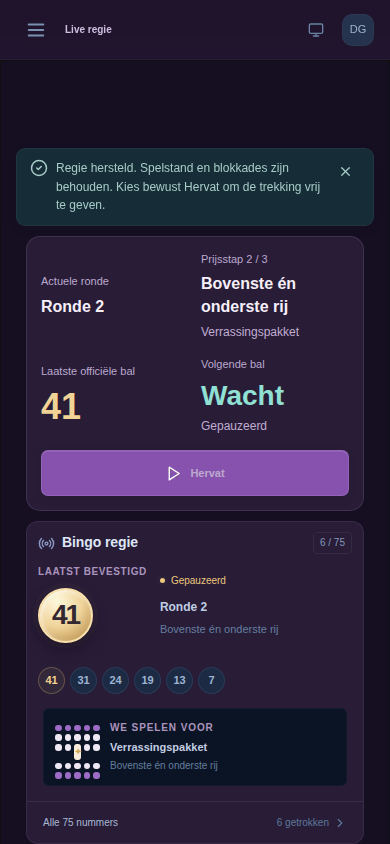 Live regie
DG
Regie hersteld. Spelstand en blokkades zijn
behouden. Kies bewust Hervat om de trekking vrij
te geven.
Actuele ronde
Ronde 2
Prijsstap 2 / 3
Bovenste én
onderste rij
Verrassingspakket
Laatste officiële bal
41
Volgende bal
Wacht
Gepauzeerd
Hervat
Bingo regie
6 / 75
LAATST BEVESTIGD
41
Gepauzeerd
Ronde 2
Bovenste én onderste rij
41 31 24 19 13 7
WE SPELEN VOOR
Verrassingspakket
Bovenste én onderste rij
Alle 75 nummers
6 getrokken